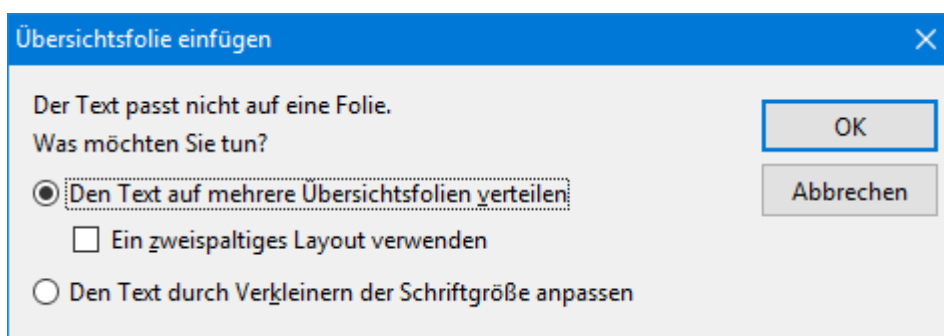 Übersichtsfolie einfügen
Der Text passt nicht auf eine Folie.
Was möchten Sie tun?
Den Text auf mehrere Übersichtsfolien verteilen
Ein zweispaltiges Layout verwenden
Den Text durch Verkleinern der Schriftgröße anpassen
OK
Abbrechen